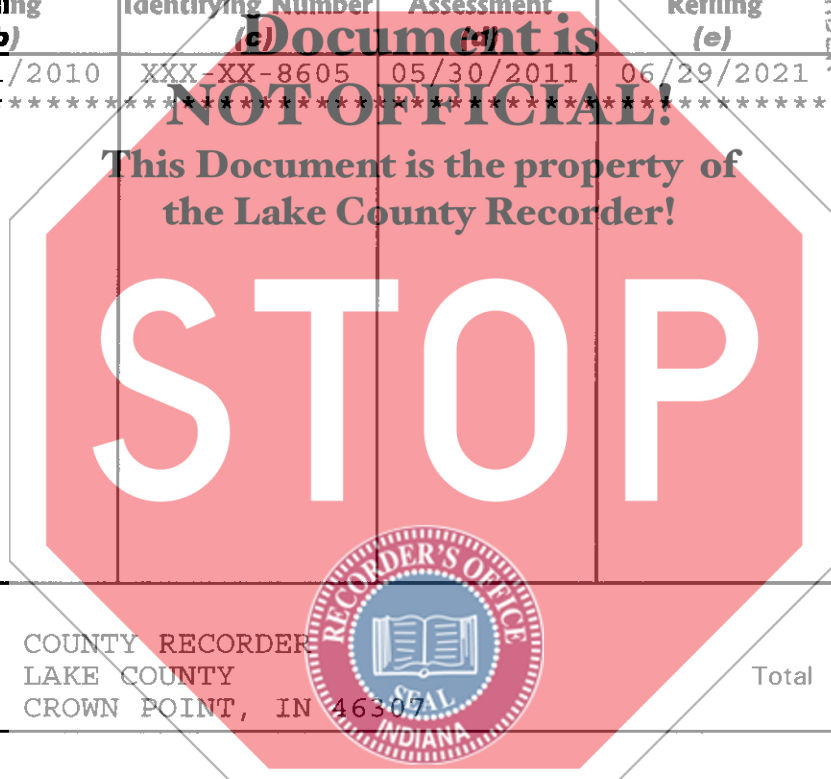 ing Identifying Number Assessment Refiling
(c) (d) (e)
Document is
/2010 XXX-XX-8605 05/30/2011 06/29/2021
NOT OFFICIAL!
This Document is the property of
the Lake County Recorder!
STOP
RECORDER'S OFFICE
SEAL
INDIANA
COUNTY RECORDER
LAKE COUNTY Total
CROWN POINT, IN 46307